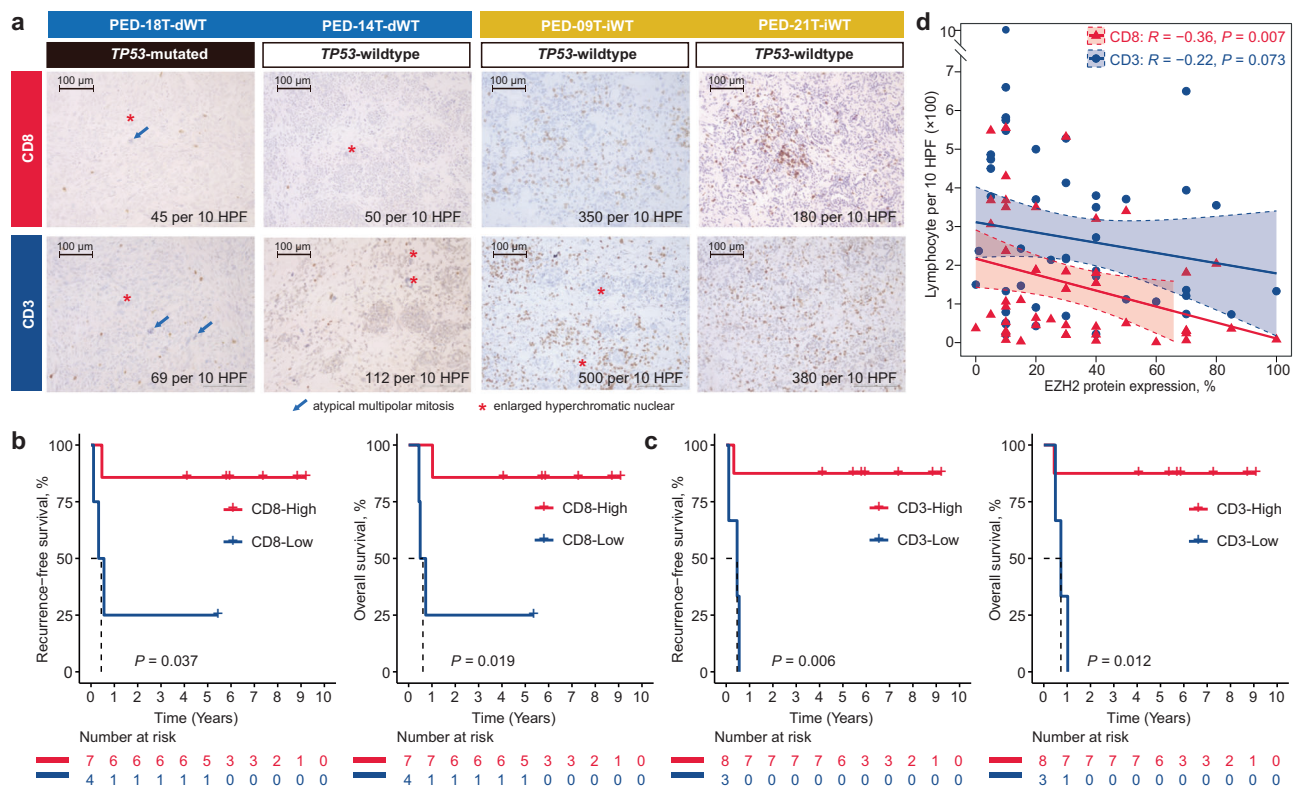 a
PED-18T-dWT
PED-14T-dWT
PED-09T-iWT
PED-21T-iWT
TP53-mutated
TP53-wildtype
TP53-wildtype
TP53-wildtype
CD8
100 μm
45 per 10 HPF
100 μm
50 per 10 HPF
100 μm
350 per 10 HPF
100 μm
180 per 10 HPF
CD3
100 μm
69 per 10 HPF
100 μm
112 per 10 HPF
100 μm
500 per 10 HPF
100 μm
380 per 10 HPF
atypical multipolar mitosis
* enlarged hyperchromatic nuclear
d
Lymphocyte per 10 HPF (×100)
10
7
6
5
4
3
2
1
0
CD8: R = −0.36, P = 0.007
CD3: R = −0.22, P = 0.073
0 20 40 60 80 100
EZH2 protein expression, %
b
Recurrence−free survival, %
100
75
50
25
0
CD8-High
CD8-Low
P = 0.037
0 1 2 3 4 5 6 7 8 9 10
Time (Years)
Number at risk
7 6 6 6 6 5 3 3 2 1 0
4 1 1 1 1 1 0 0 0 0 0
Overall survival, %
100
75
50
25
0
CD8-High
CD8-Low
P = 0.019
0 1 2 3 4 5 6 7 8 9 10
Time (Years)
Number at risk
7 7 6 6 6 5 3 3 2 1 0
4 1 1 1 1 1 0 0 0 0 0
c
Recurrence−free survival, %
100
75
50
25
0
CD3-High
CD3-Low
P = 0.006
0 1 2 3 4 5 6 7 8 9 10
Time (Years)
Number at risk
8 7 7 7 7 6 3 3 2 1 0
3 0 0 0 0 0 0 0 0 0 0
Overall survival, %
100
75
50
25
0
CD3-High
CD3-Low
P = 0.012
0 1 2 3 4 5 6 7 8 9 10
Time (Years)
Number at risk
8 7 7 7 7 6 3 3 2 1 0
3 1 0 0 0 0 0 0 0 0 0